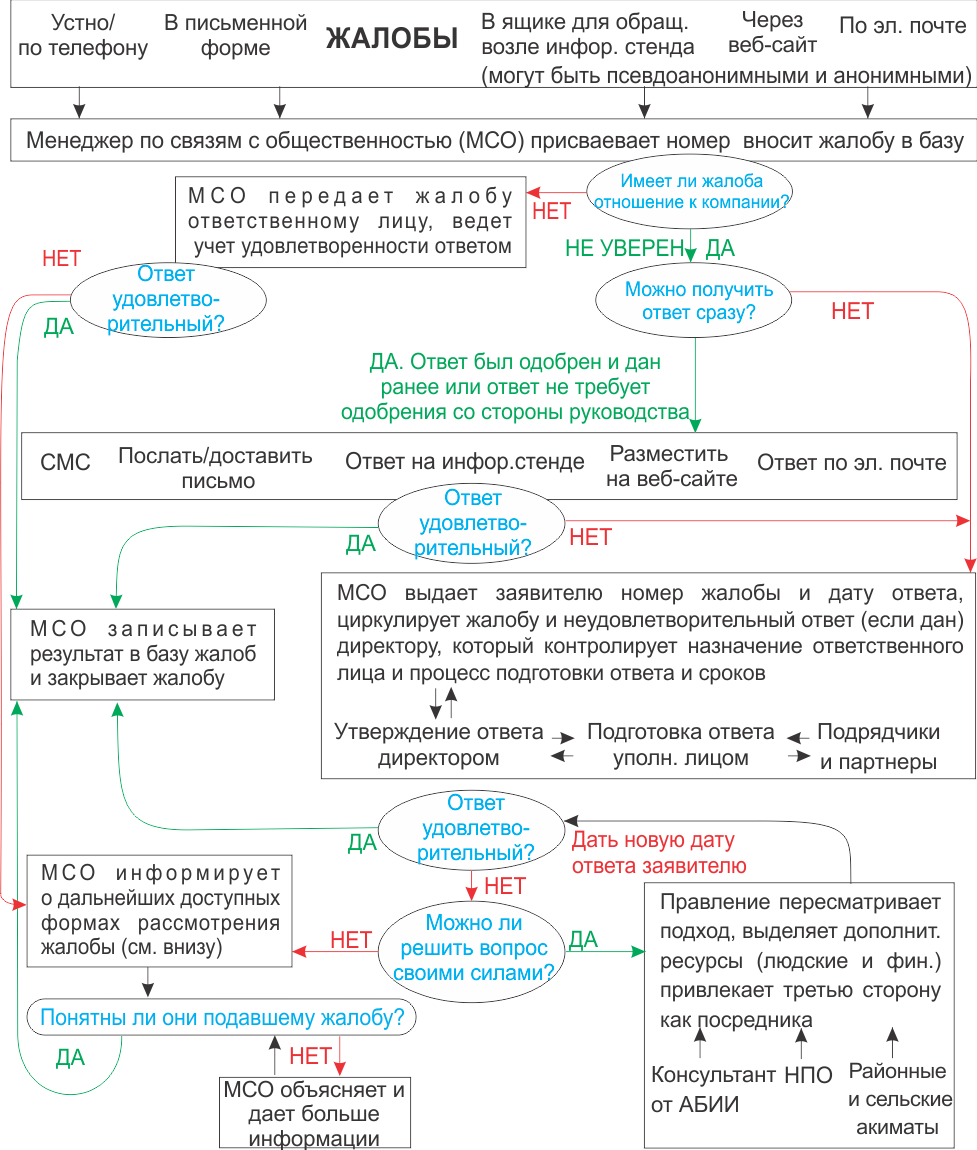 Устно/
по телефону
В письменной
форме
ЖАЛОБЫ
В ящике для обращ.
возле инфор. стенда
Через
веб-сайт
По эл. почте
(могут быть псевдоанонимными и анонимными)
Менеджер по связям с общественностью (МСО) присваевает номер вносит жалобу в базу
Имеет ли жалоба
отношение к компании?
НЕТ
МСО передает жалобу
ответственному лицу, ведет
учет удовлетворенности ответом
НЕ УВЕРЕН
ДА
НЕТ
Ответ
удовлетво-
рительный?
ДА
Можно получить
ответ сразу?
НЕТ
ДА. Ответ был одобрен и дан
ранее или ответ не требует
одобрения со стороны руководства
СМС
Послать/доставить
письмо
Ответ на инфор.стенде
Разместить
на веб-сайте
Ответ по эл. почте
Ответ
удовлетво-
рительный?
ДА
НЕТ
МСО выдает заявителю номер жалобы и дату ответа,
циркулирует жалобу и неудовлетворительный ответ (если дан)
директору, который контролирует назначение ответственного
лица и процесс подготовки ответа и сроков
МСО записывает
результат в базу жалоб
и закрывает жалобу
Утверждение ответа
директором
Подготовка ответа
уполн. лицом
Подрядчики
и партнеры
Ответ
удовлетво-
рительный?
ДА
Дать новую дату
ответа заявителю
НЕТ
МСО информирует
о дальнейших доступных
формах рассмотрения
жалобы (см. внизу)
НЕТ
Можно ли
решить вопрос
своими силами?
ДА
Правление пересматривает
подход, выделяет дополнит.
ресурсы (людские и фин.)
привлекает третью сторону
как посредника
Понятны ли они подавшему жалобу?
ДА
НЕТ
МСО объясняет и
дает больше
информации
Консультант
от АБИИ
НПО
Районные
и сельские
акиматы